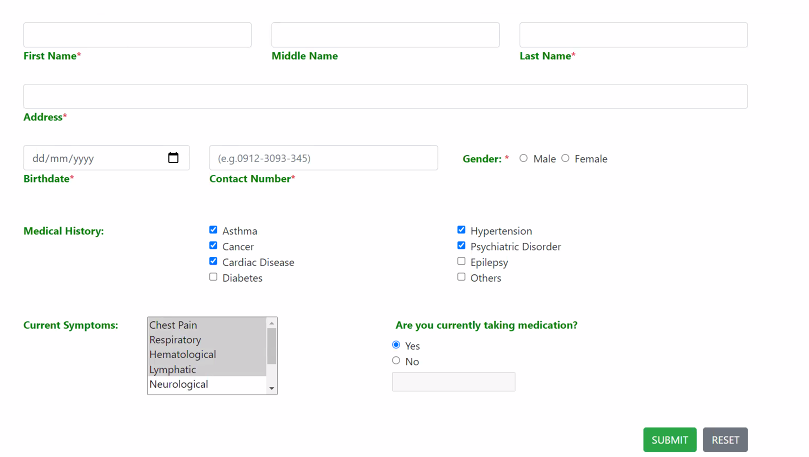 First Name* Middle Name Last Name*
Address*
dd/mm/yyyy (e.g.0912-3093-345) Gender: * Male Female
Birthdate* Contact Number*
Medical History: Asthma Hypertension
Cancer Psychiatric Disorder
Cardiac Disease Epilepsy
Diabetes Others
Current Symptoms: Chest Pain Are you currently taking medication?
Respiratory Yes
Hematological No
Lymphatic
Neurological
SUBMIT RESET